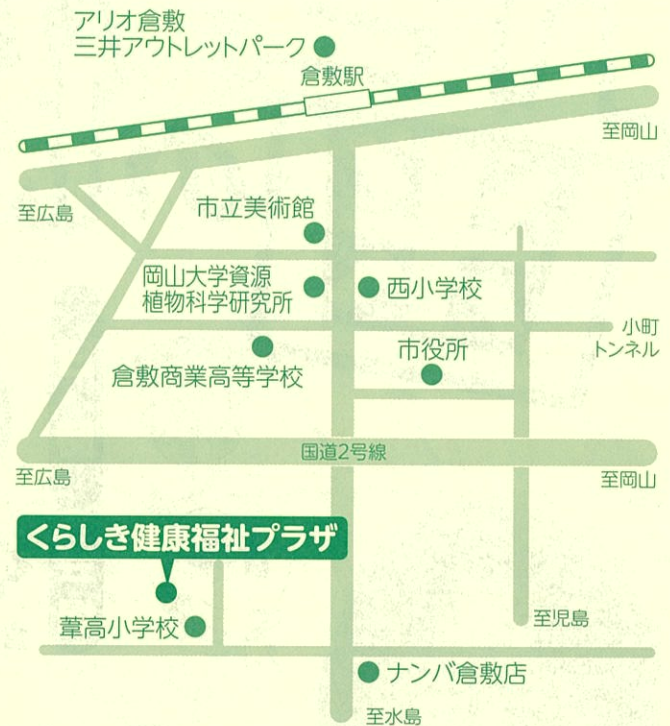 アリオ倉敷
三井アウトレットパーク
倉敷駅
至岡山
至広島
市立美術館
岡山大学資源
植物科学研究所
西小学校
小町
トンネル
市役所
倉敷商業高等学校
国道2号線
至広島
至岡山
くらしき健康福祉プラザ
葦高小学校
至児島
ナンバ倉敷店
至水島